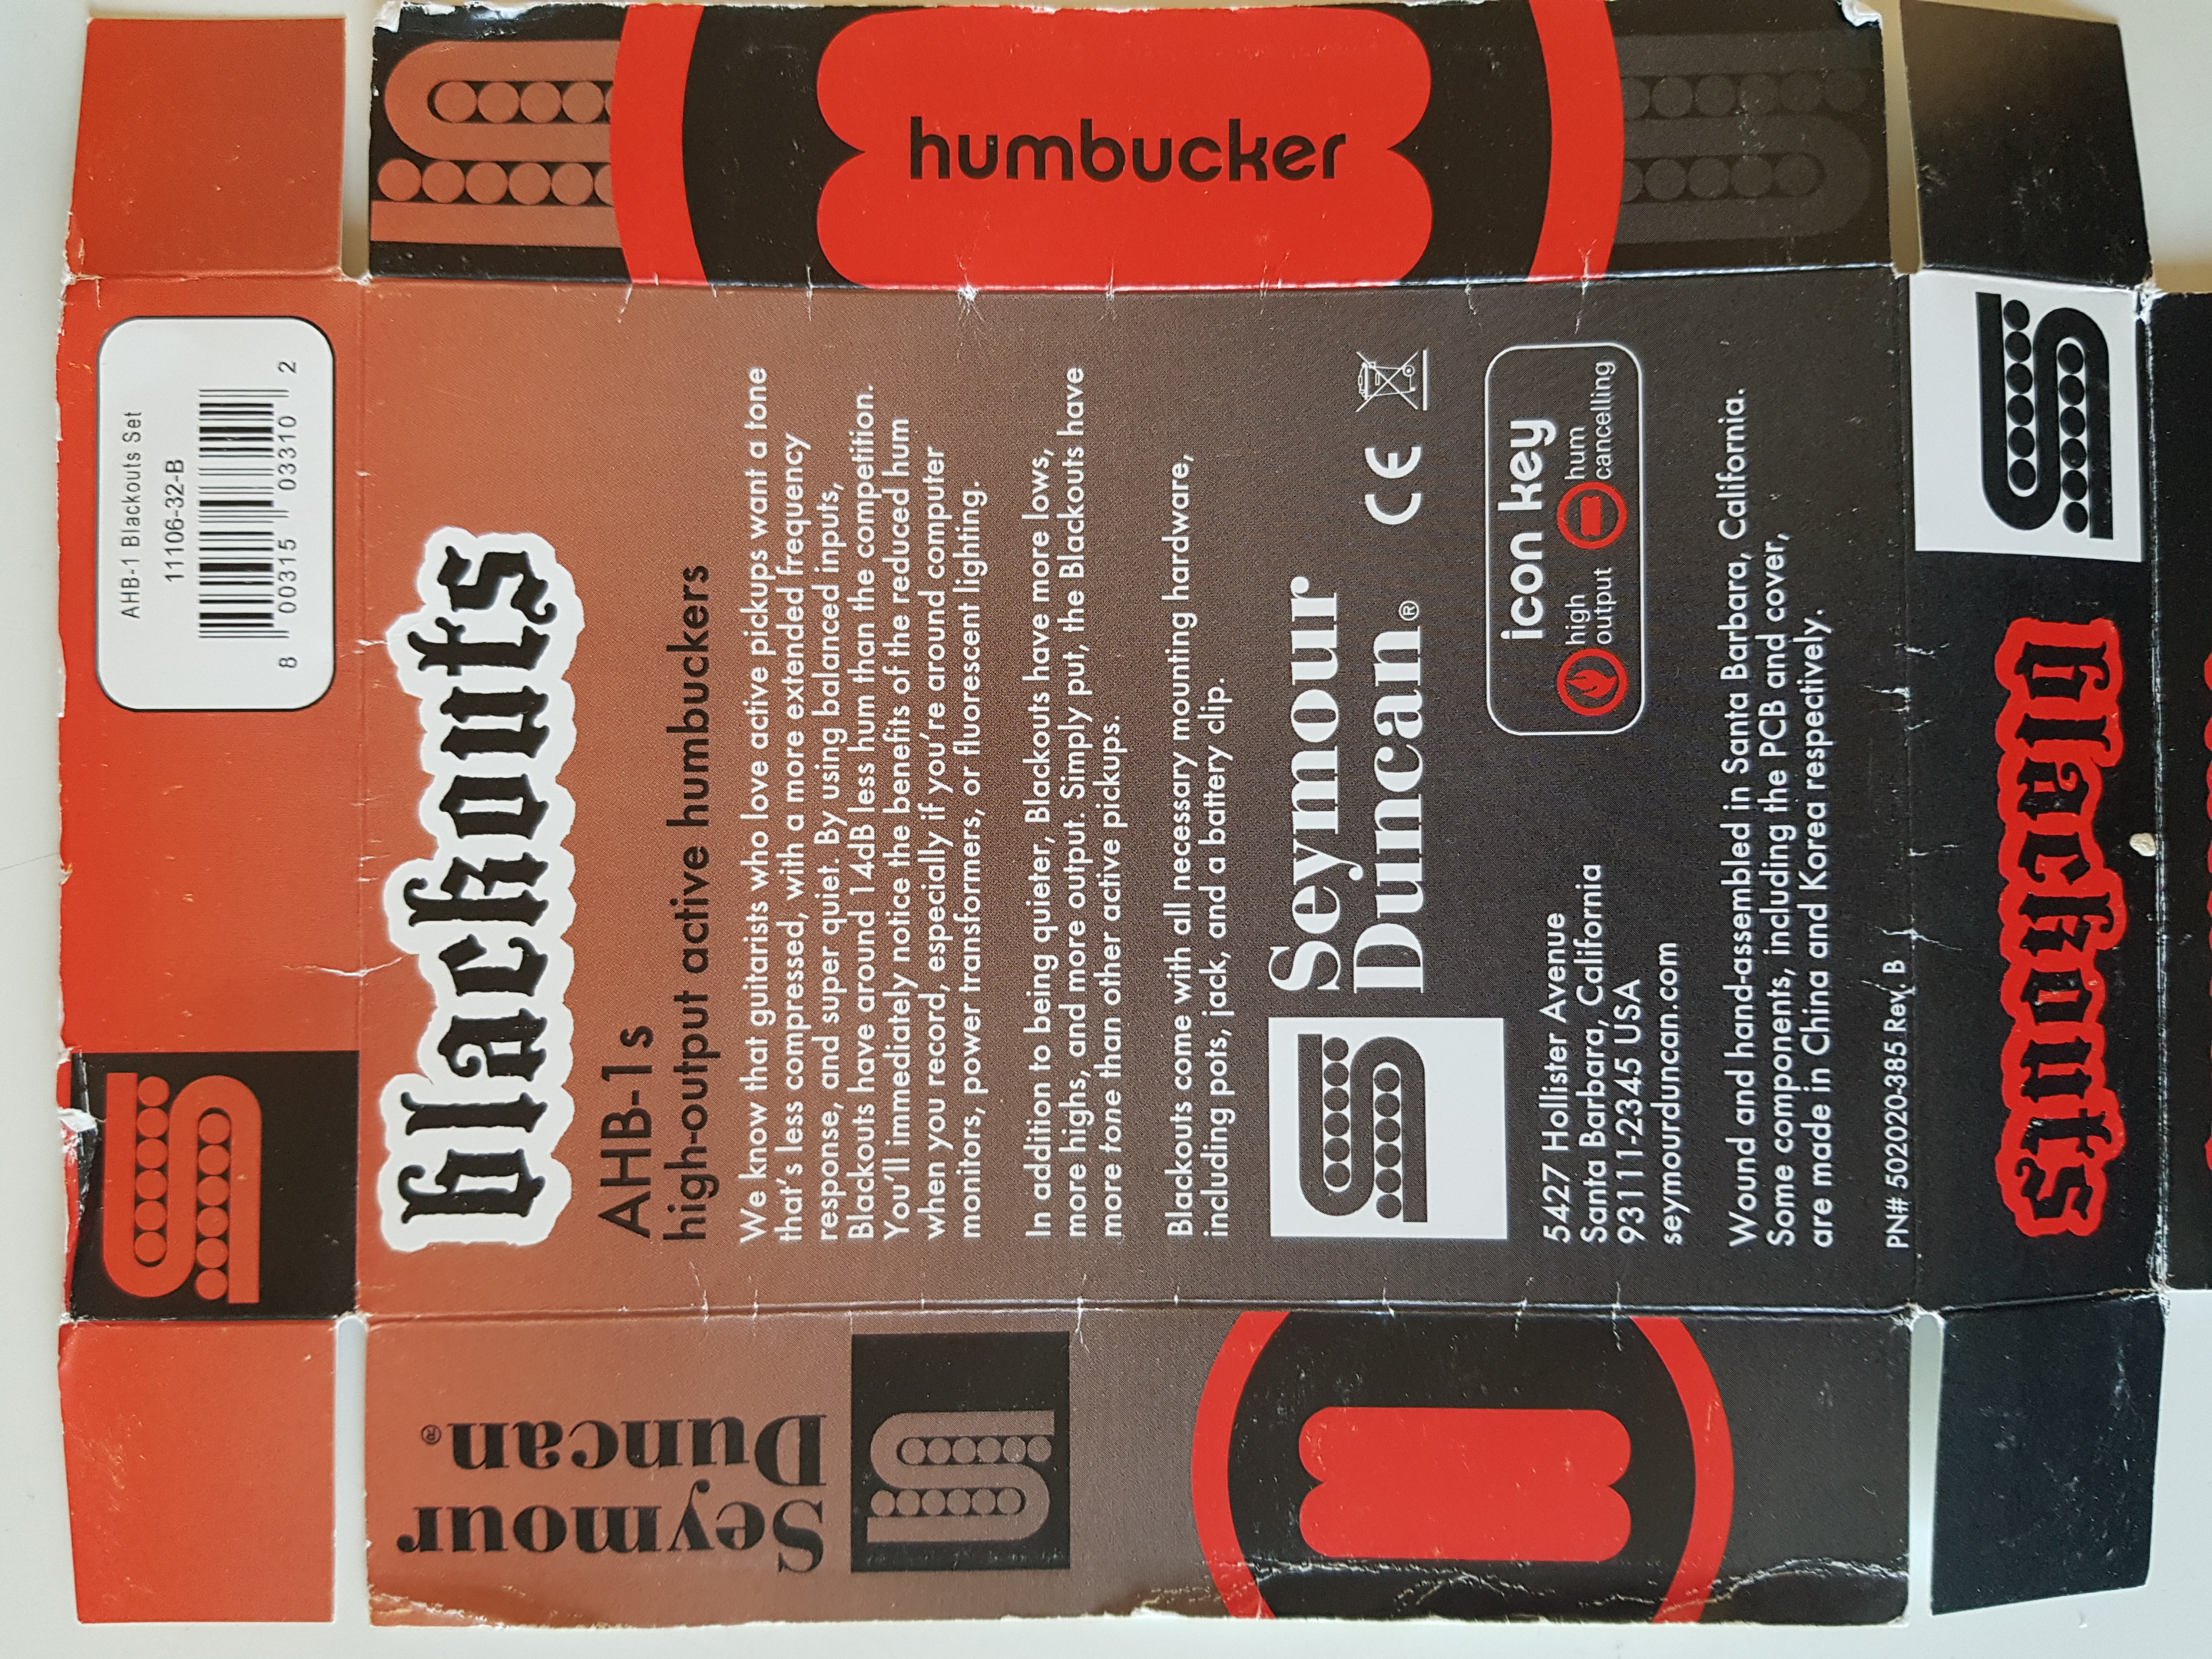 AHB-1 Blackouts Set
11106-32-B
8 00315 03310 2
blackouts
AHB-1s
high-output active humbuckers
We know that guitarists who love active pickups want a tone
that's less compressed, with a more extended frequency
response, and super quiet. By using balanced inputs,
Blackouts have around 14dB less hum than the competition.
You'll immediately notice the benefits of the reduced hum
when you record, especially if you're around computer
monitors, power transformers, or fluorescent lighting.
In addition to being quieter, Blackouts have more lows,
more highs, and more output. Simply put, the Blackouts have
more tone than other active pickups.
Blackouts come with all necessary mounting hardware,
including pots, jack, and a battery clip.
Seymour
Duncan®
CE
5427 Hollister Avenue
Santa Barbara, California
93111-2345 USA
seymourduncan.com
icon key
high
output
hum
cancelling
Wound and hand-assembled in Santa Barbara, California.
Some components, including the PCB and cover,
are made in China and Korea respectively.
PN# 502020-385 Rev. B
blackouts
humbucker
Seymour
Duncan®